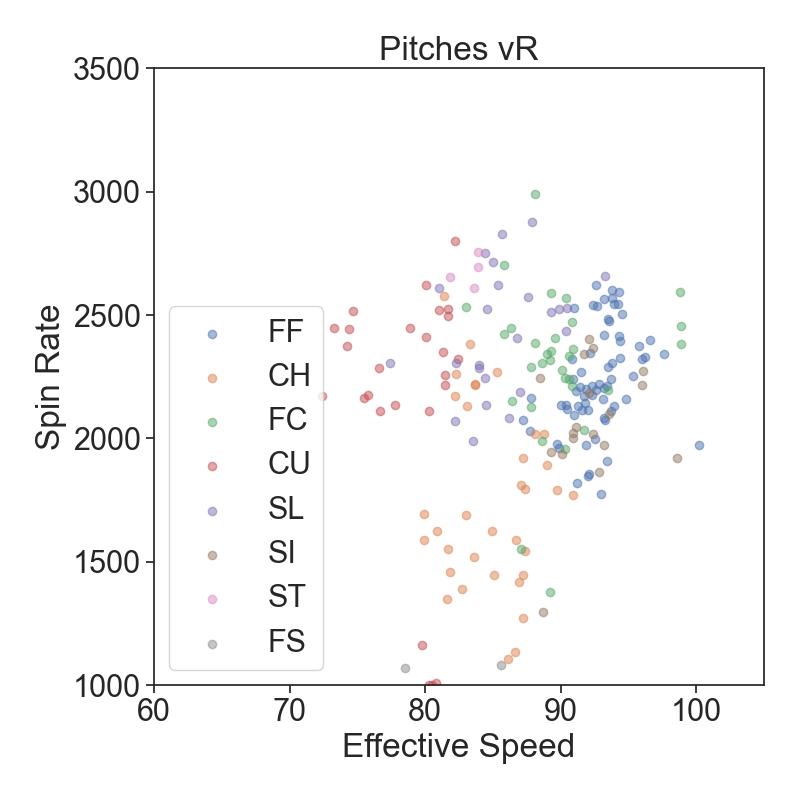 Pitches vR
3500
3000
2500
2000
1500
1000
Spin Rate
FF
CH
FC
CU
SL
SI
ST
FS
60 70 80 90 100
Effective Speed